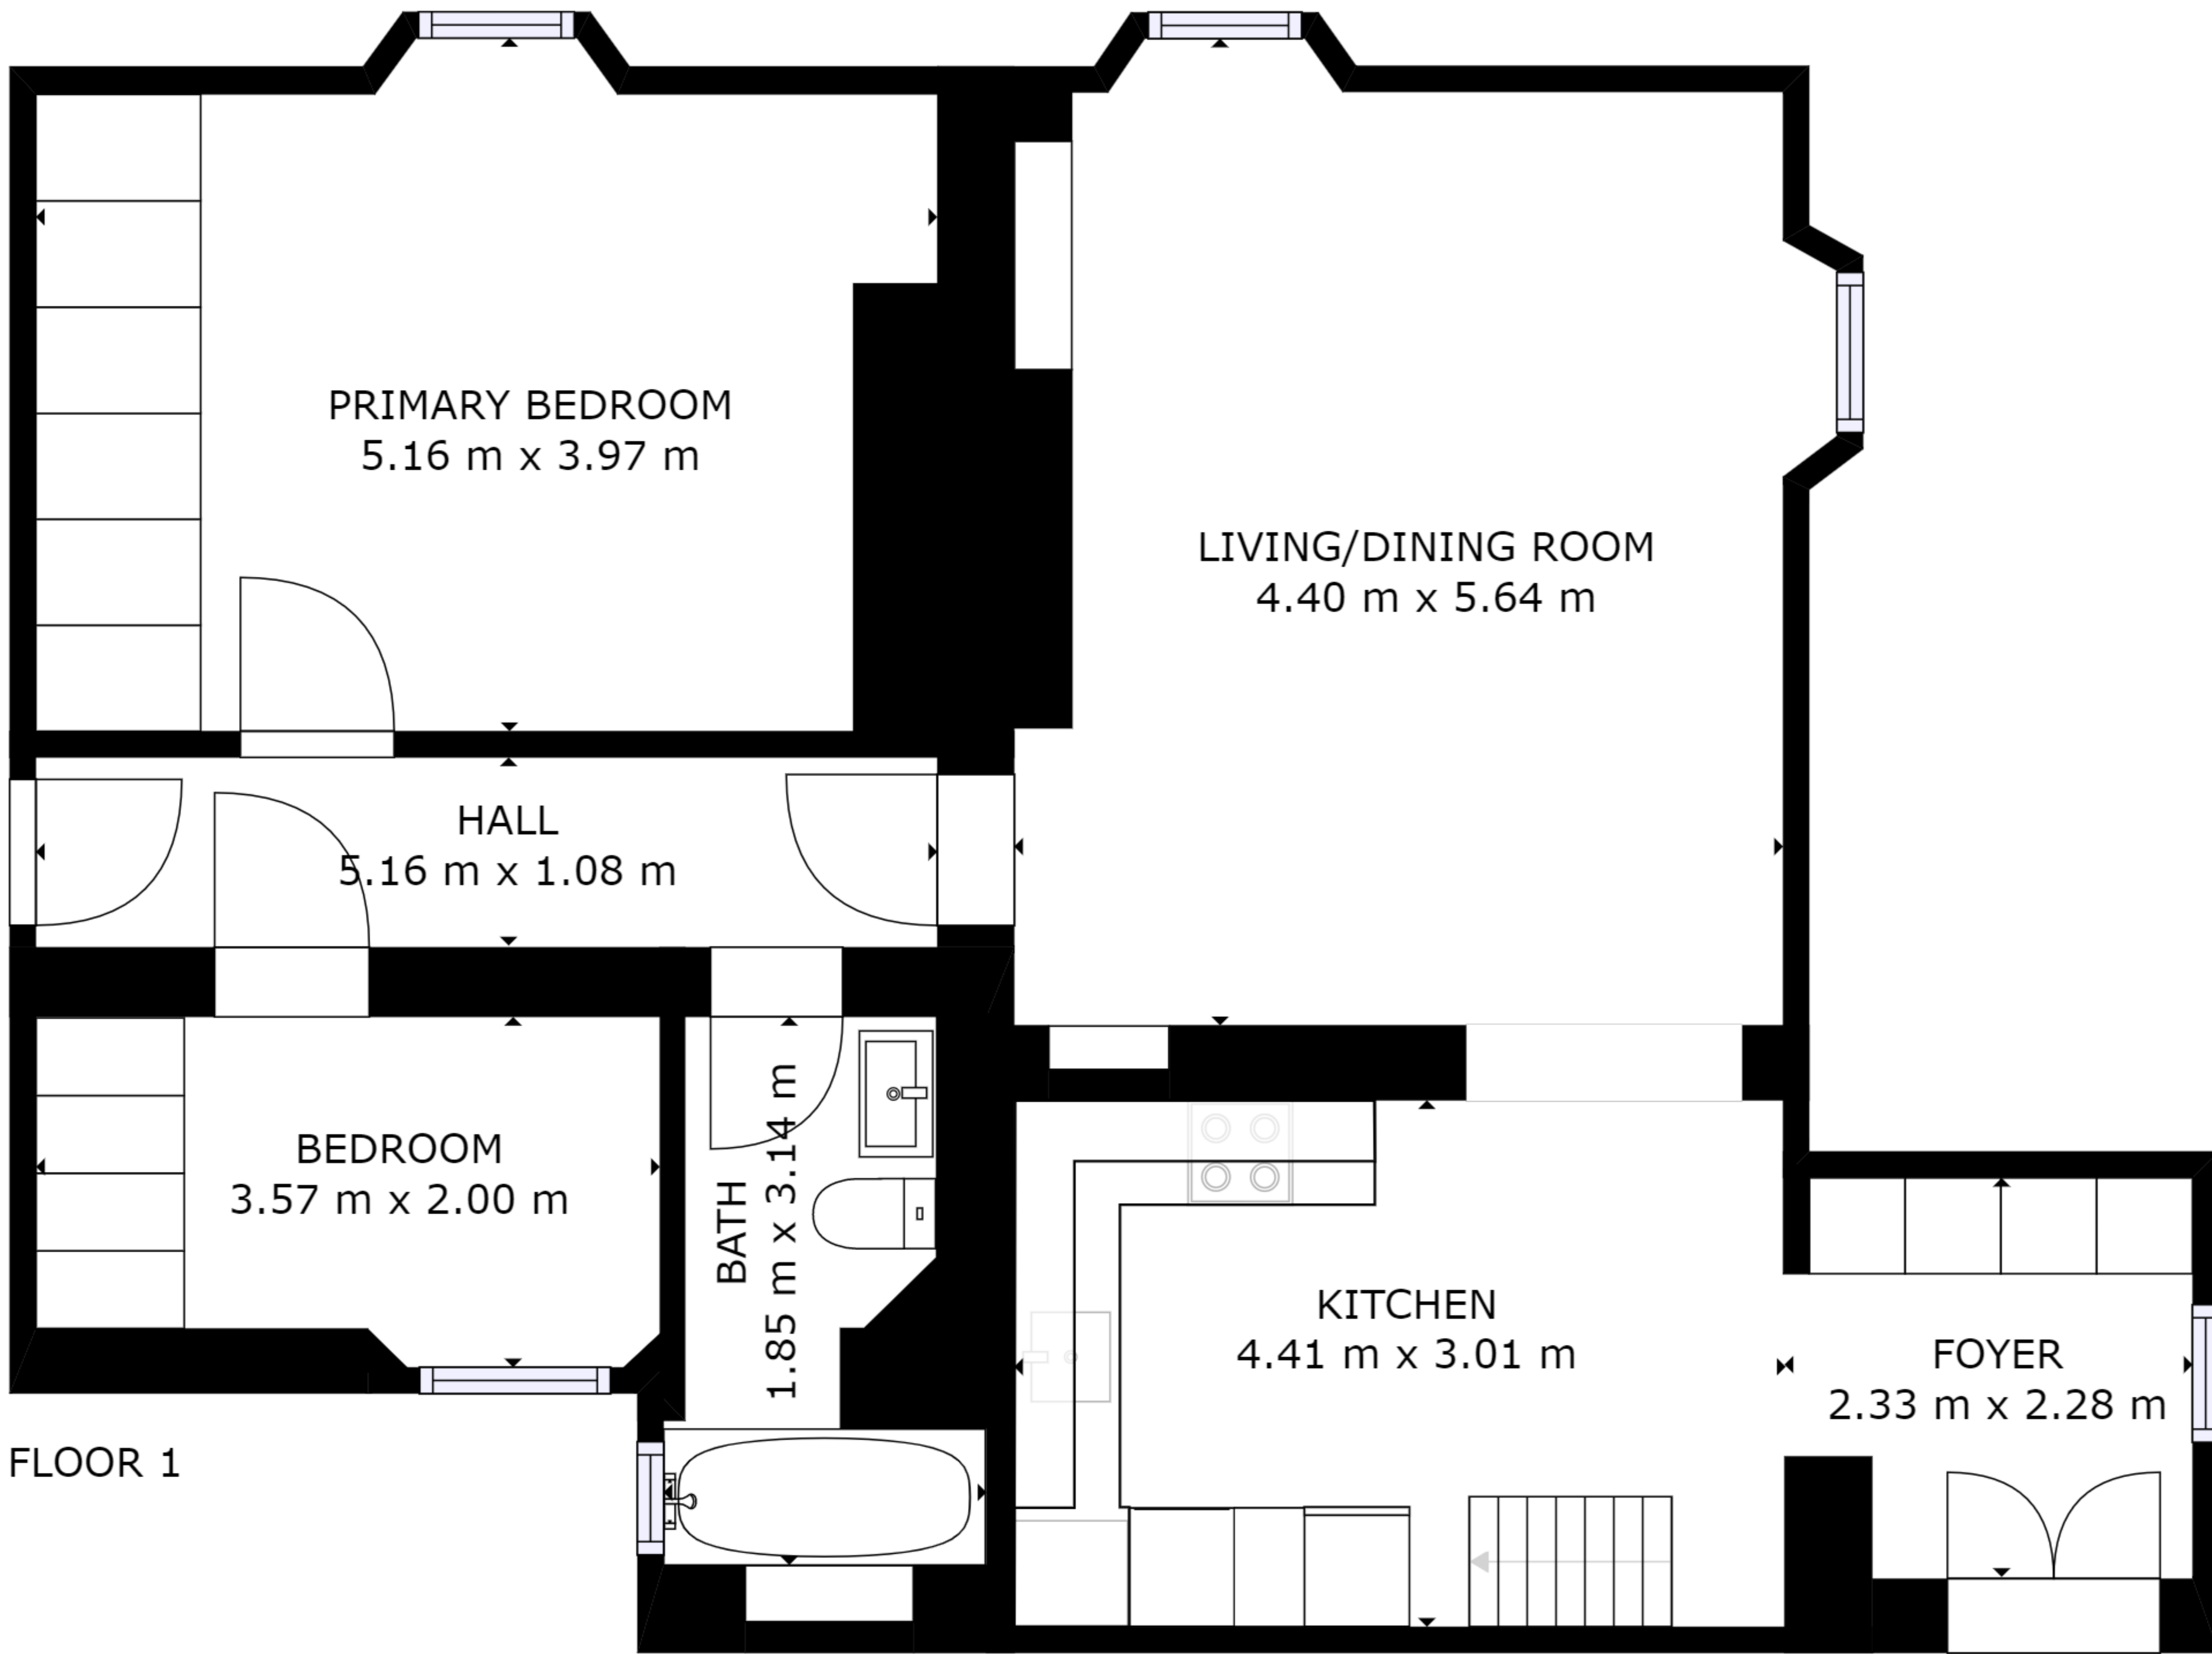 PRIMARY BEDROOM
5.16 m x 3.97 m
LIVING/DINING ROOM
4.40 m x 5.64 m
HALL
5.16 m x 1.08 m
BEDROOM
3.57 m x 2.00 m
BATH
1.85 m x 3.14 m
KITCHEN
4.41 m x 3.01 m
FOYER
2.33 m x 2.28 m
FLOOR 1